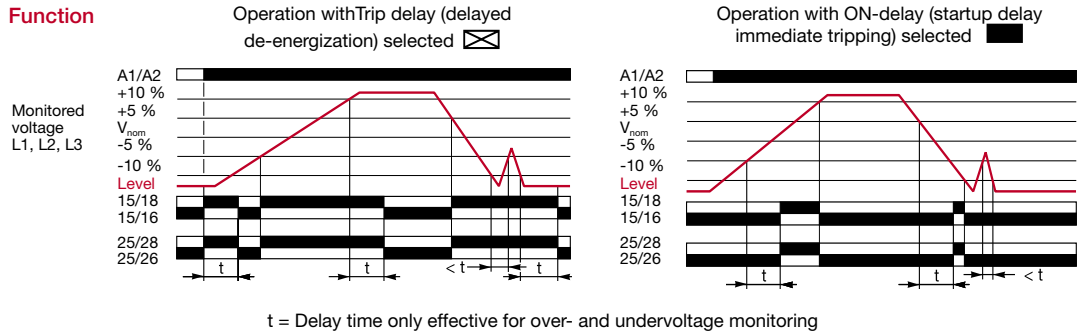 Function
Operation withTrip delay (delayed
de-energization) selected
Operation with ON-delay (startup delay
immediate tripping) selected
Monitored
voltage
L1, L2, L3
A1/A2
+10 %
+5 %
Vnom
-5 %
-10 %
Level
15/18
15/16
25/28
25/26
t
t
< t
t
A1/A2
+10 %
+5 %
Vnom
-5 %
-10 %
Level
15/18
15/16
25/28
25/26
t
t
< t
t = Delay time only effective for over- and undervoltage monitoring